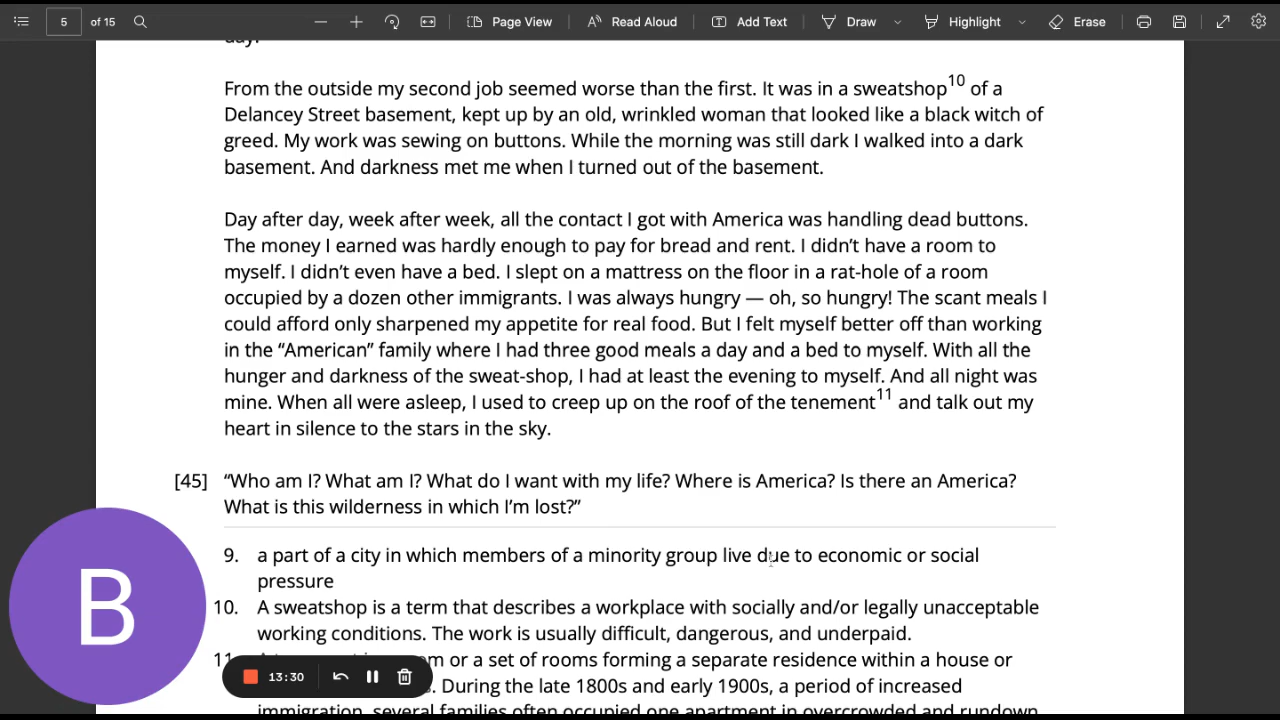 5 of 15 Page View Read Aloud Add Text Draw Highlight Erase
day.
From the outside my second job seemed worse than the first. It was in a sweatshop10 of a
Delancey Street basement, kept up by an old, wrinkled woman that looked like a black witch of
greed. My work was sewing on buttons. While the morning was still dark I walked into a dark
basement. And darkness met me when I turned out of the basement.
Day after day, week after week, all the contact I got with America was handling dead buttons.
The money I earned was hardly enough to pay for bread and rent. I didn’t have a room to
myself. I didn’t even have a bed. I slept on a mattress on the floor in a rat-hole of a room
occupied by a dozen other immigrants. I was always hungry — oh, so hungry! The scant meals I
could afford only sharpened my appetite for real food. But I felt myself better off than working
in the “American” family where I had three good meals a day and a bed to myself. With all the
hunger and darkness of the sweat-shop, I had at least the evening to myself. And all night was
mine. When all were asleep, I used to creep up on the roof of the tenement11 and talk out my
heart in silence to the stars in the sky.
[45] “Who am I? What am I? What do I want with my life? Where is America? Is there an America?
What is this wilderness in which I’m lost?”
9. a part of a city in which members of a minority group live due to economic or social
pressure
10. A sweatshop is a term that describes a workplace with socially and/or legally unacceptable
working conditions. The work is usually difficult, dangerous, and underpaid.
11. or a set of rooms forming a separate residence within a house or
During the late 1800s and early 1900s, a period of increased
immigration, several families often occupied one apartment in overcrowded and rundown
B
13:30